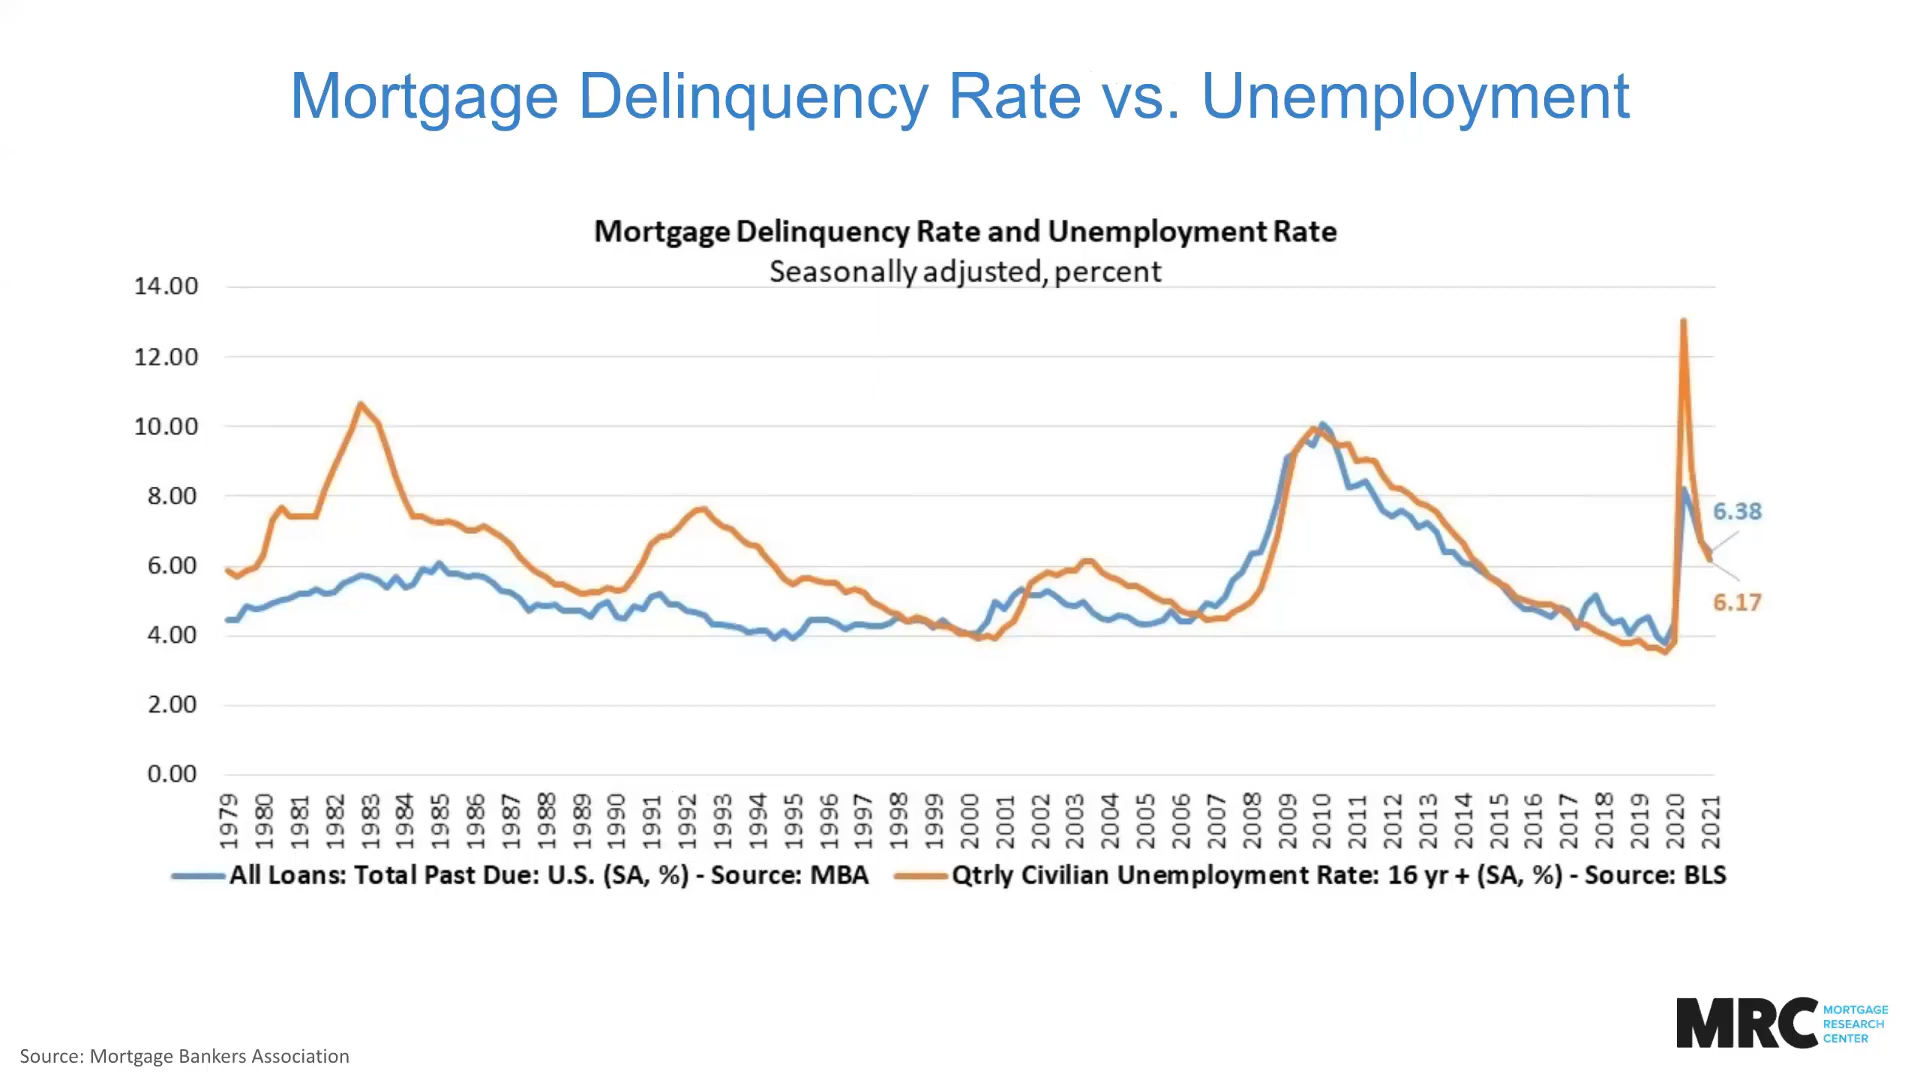 Mortgage Delinquency Rate vs. Unemployment
Mortgage Delinquency Rate and Unemployment Rate
Seasonally adjusted, percent
14.00
12.00
10.00
8.00
6.00
4.00
2.00
0.00
6.38
6.17
1979 1980 1981 1982 1983 1984 1985 1986 1987 1988 1989 1990 1991 1992 1993 1994 1995 1996 1997 1998 1999 2000 2001 2002 2003 2004 2005 2006 2007 2008 2009 2010 2011 2012 2013 2014 2015 2016 2017 2018 2019 2020 2021
All Loans: Total Past Due: U.S. (SA, %) - Source: MBA
Qtrly Civilian Unemployment Rate: 16 yr + (SA, %) - Source: BLS
MRC
MORTGAGE
RESEARCH
CENTER
Source: Mortgage Bankers Association